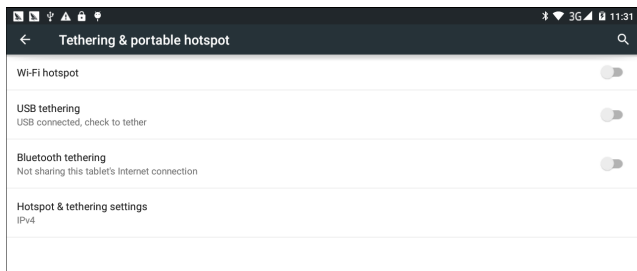 3G 11:31
Tethering & portable hotspot
Wi-Fi hotspot
USB tethering
USB connected, check to tether
Bluetooth tethering
Not sharing this tablet's Internet connection
Hotspot & tethering settings
IPv4